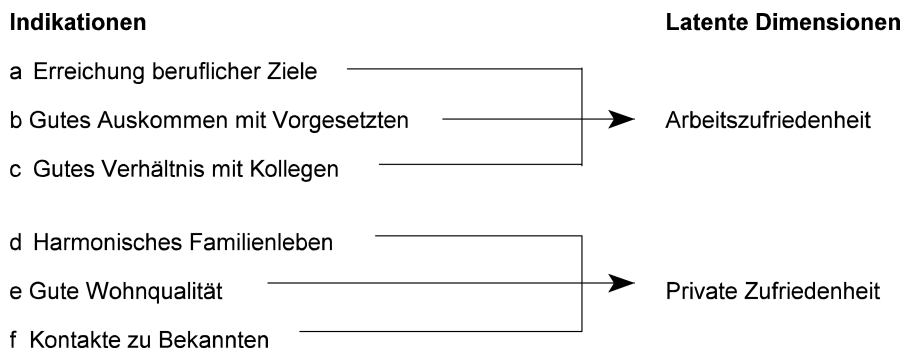 Indikationen Latente Dimensionen
a Erreichung beruflicher Ziele
b Gutes Auskommen mit Vorgesetzten Arbeitszufriedenheit
c Gutes Verhältnis mit Kollegen
d Harmonisches Familienleben
e Gute Wohnqualität Private Zufriedenheit
f Kontakte zu Bekannten